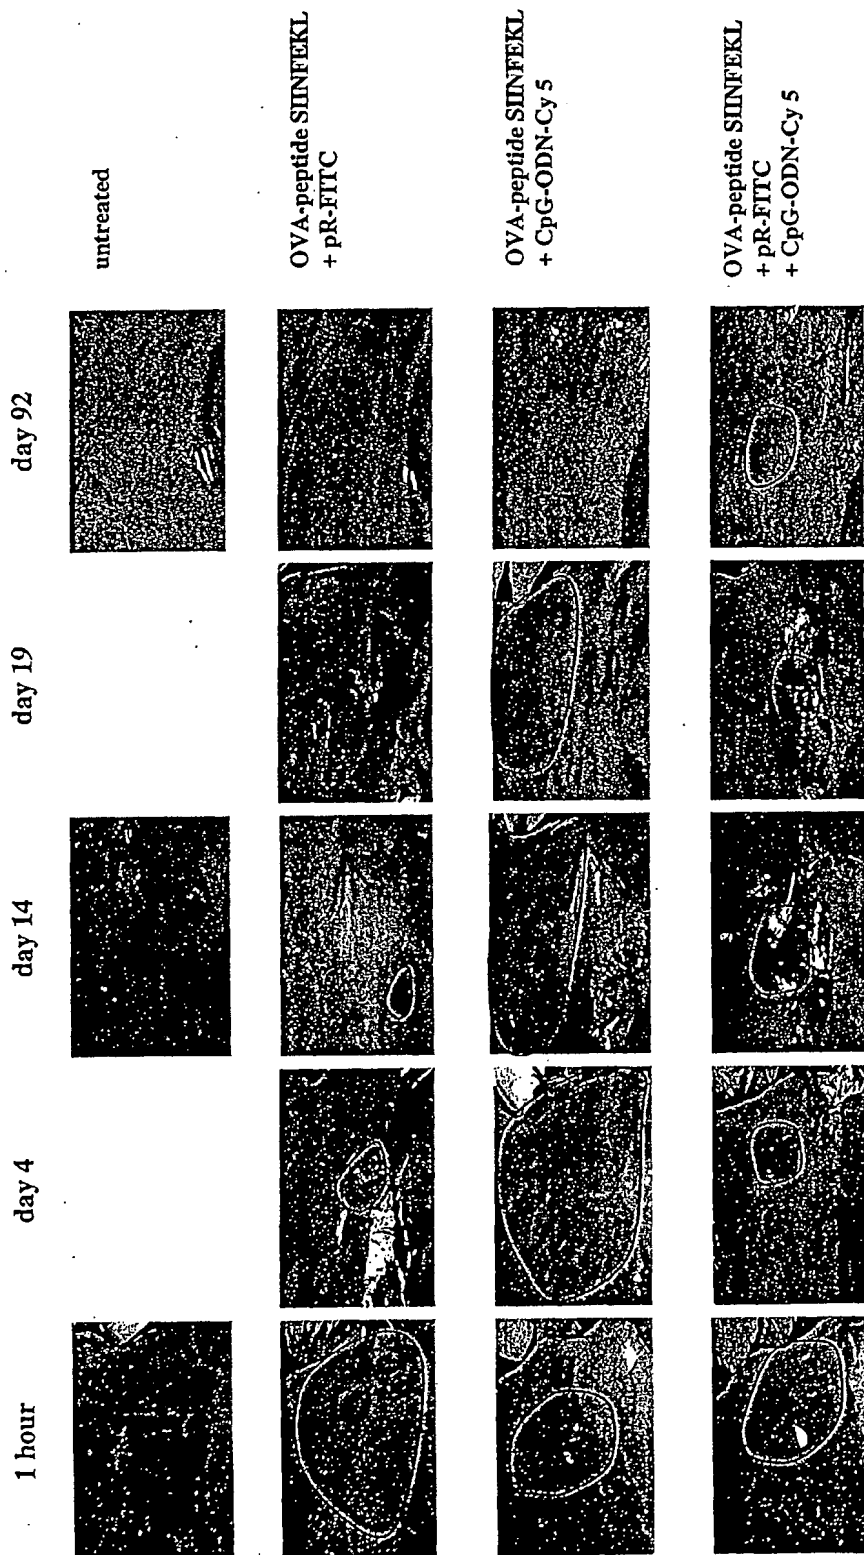 1 hour
day 4
day 14
day 19
day 92
untreated
OVA-peptide SIINFEKL
+ pR-FITC
OVA-peptide SIINFEKL
+ CpG-ODN-Cy 5
OVA-peptide SIINFEKL
+ pR-FITC
+ CpG-ODN-Cy 5